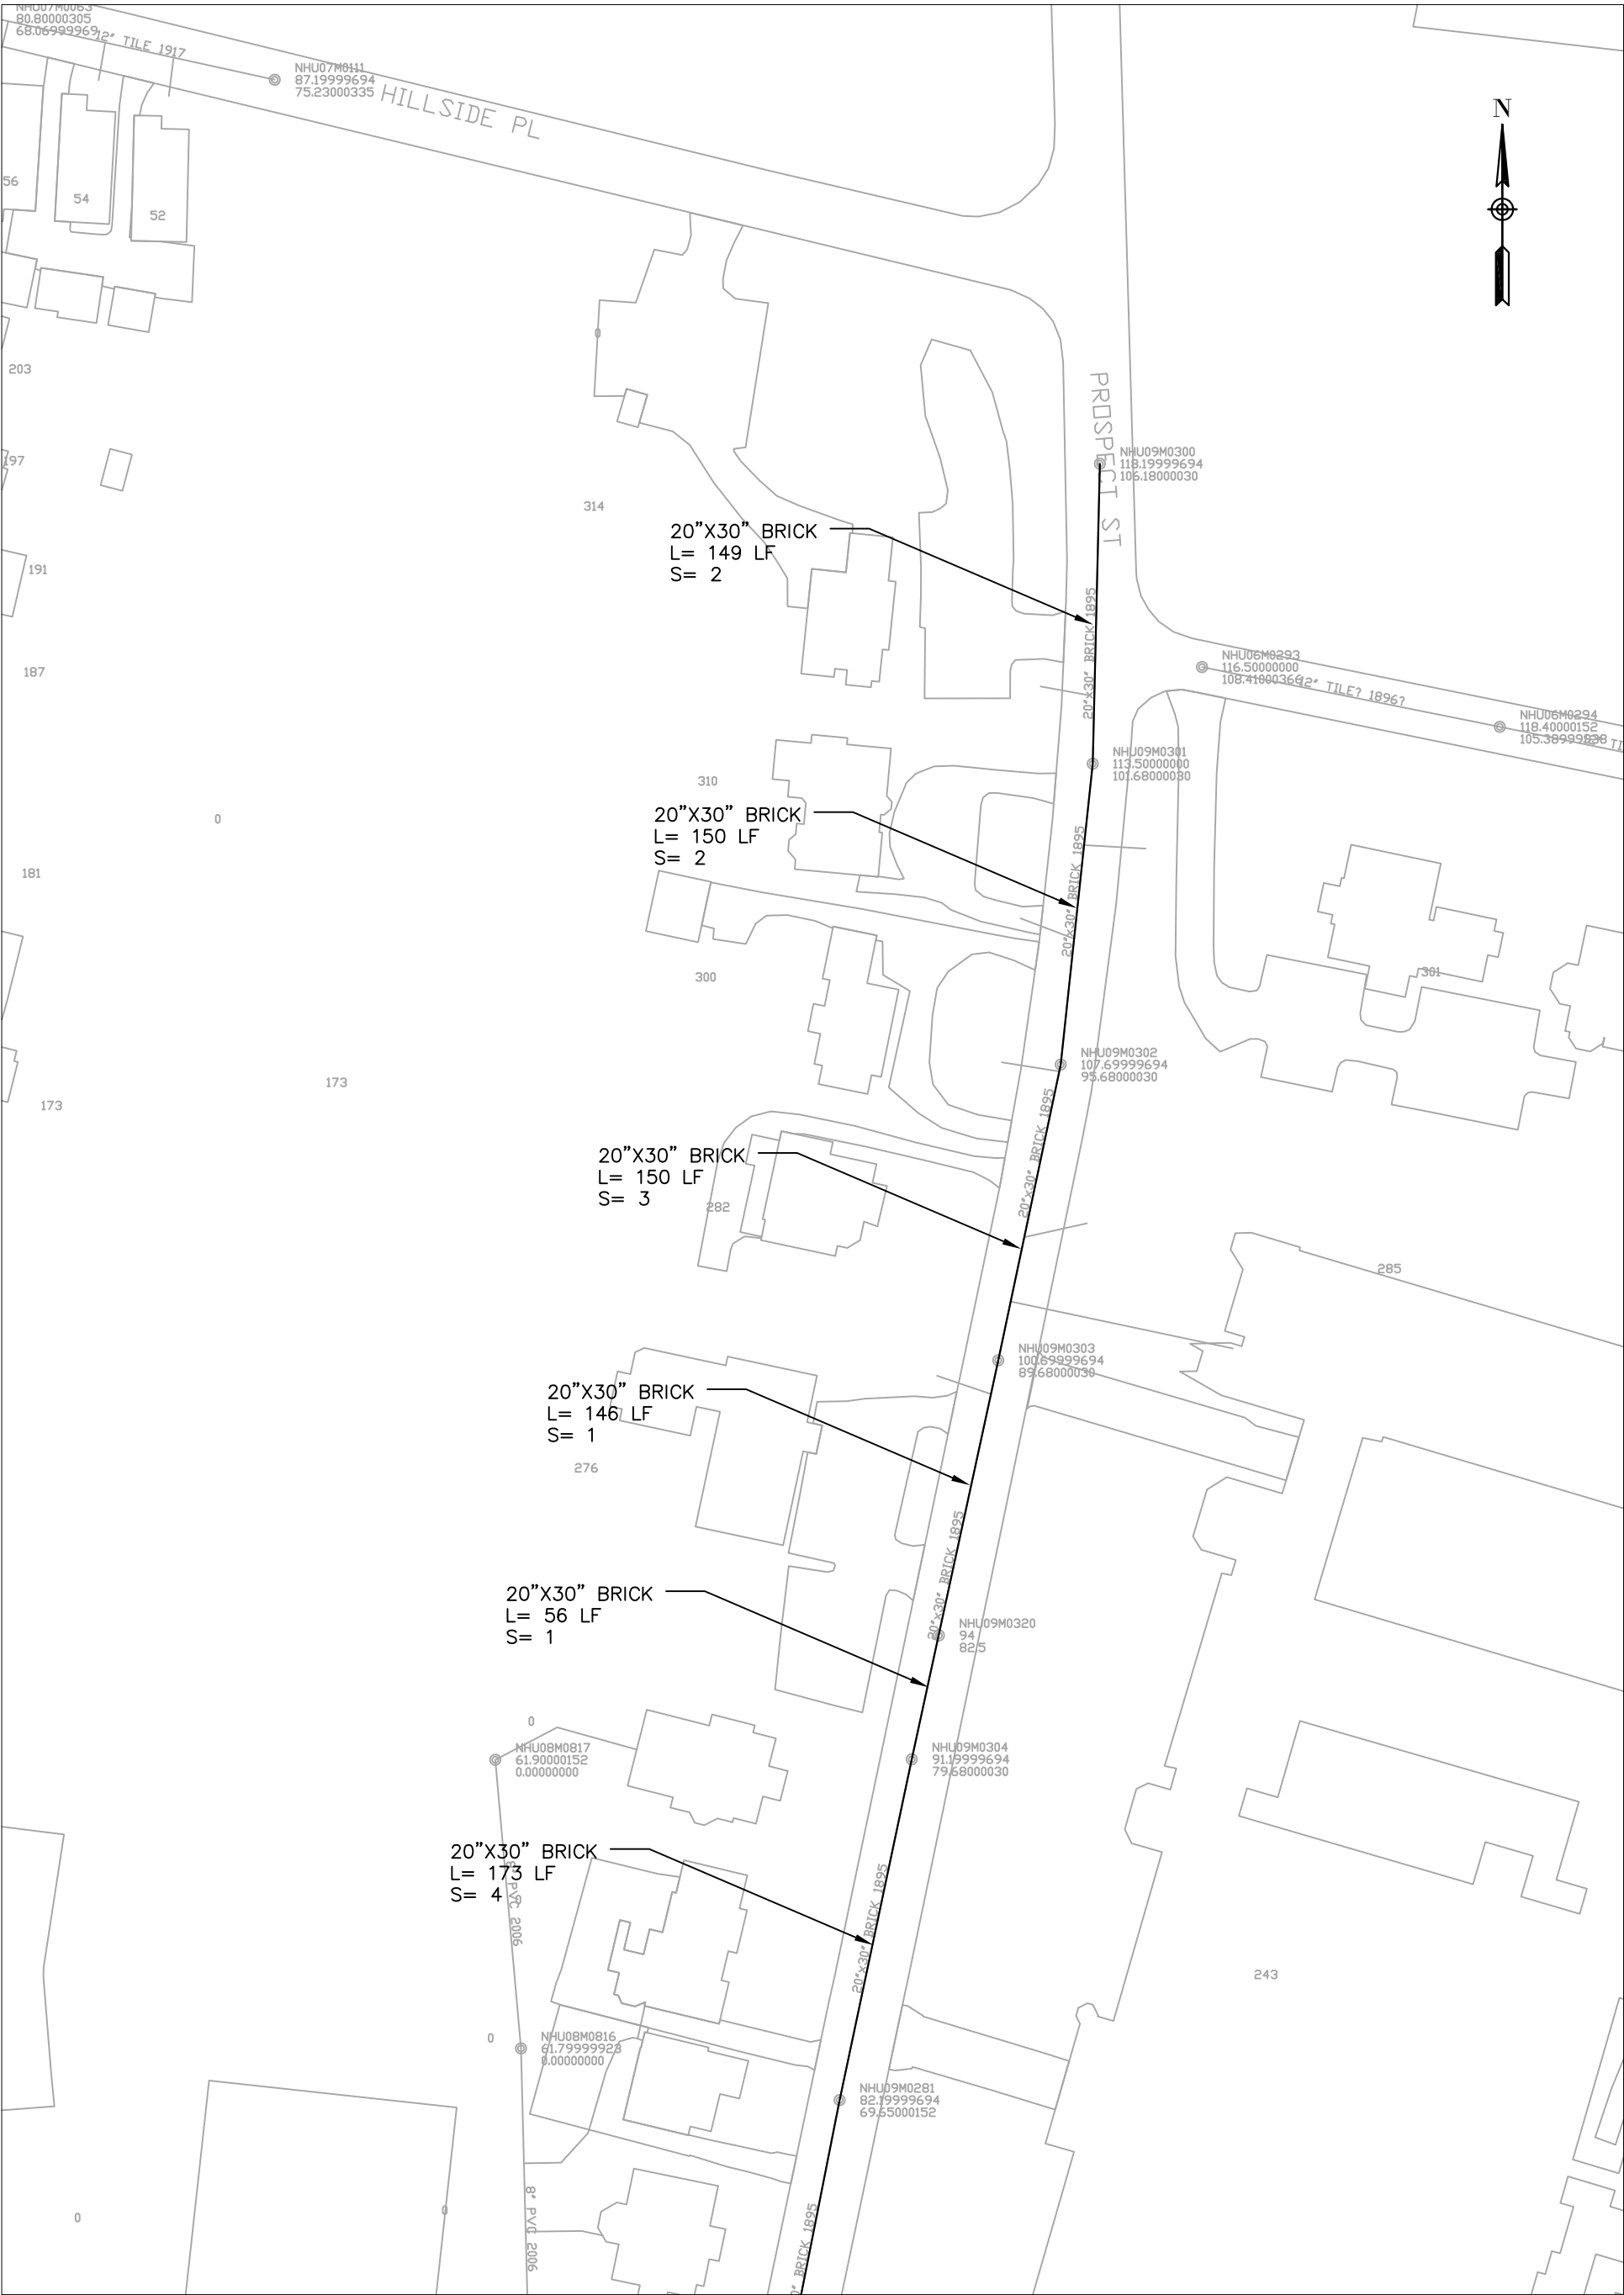 NHU07M0063
80.80000305
68.06999969
12" TILE 1917
NHU07M0111
87.19999694
75.23000335
HILLSIDE PL
N
56
54
52
0
203
PROSPECT ST
197
NHU09M0300
118.19999694
106.18000030
314
20"X30" BRICK
L= 149 LF
S= 2
191
20"x30" BRICK 1895
187
NHU06M0293
116.50000000
108.41000366
12" TILE? 1896?
NHU06M0294
118.40000152
NHU09M0301
113.50000000
101.68000030
310
0
20"X30" BRICK
L= 150 LF
S= 2
20"x30" BRICK 1895
181
300
301
NHU09M0302
107.69999694
95.68000030
173
173
20"x30" BRICK 1895
20"X30" BRICK
L= 150 LF
S= 3
282
285
NHU09M0303
100.69999694
89.68000030
20"X30" BRICK
L= 146 LF
S= 1
276
20"x30" BRICK 1895
20"X30" BRICK
L= 56 LF
S= 1
NHU09M0320
94
82.5
0
NHU08M0817
61.90000152
0.00000000
NHU09M0304
91.19999694
79.68000030
20"X30" BRICK
L= 173 LF
S= 4
8" PVC 2006
20"x30" BRICK 1895
243
0
NHU08M0816
61.79999923
0.00000000
NHU09M0281
82.19999694
69.65000152
8" PVC 2006
0
0
BRICK 1895